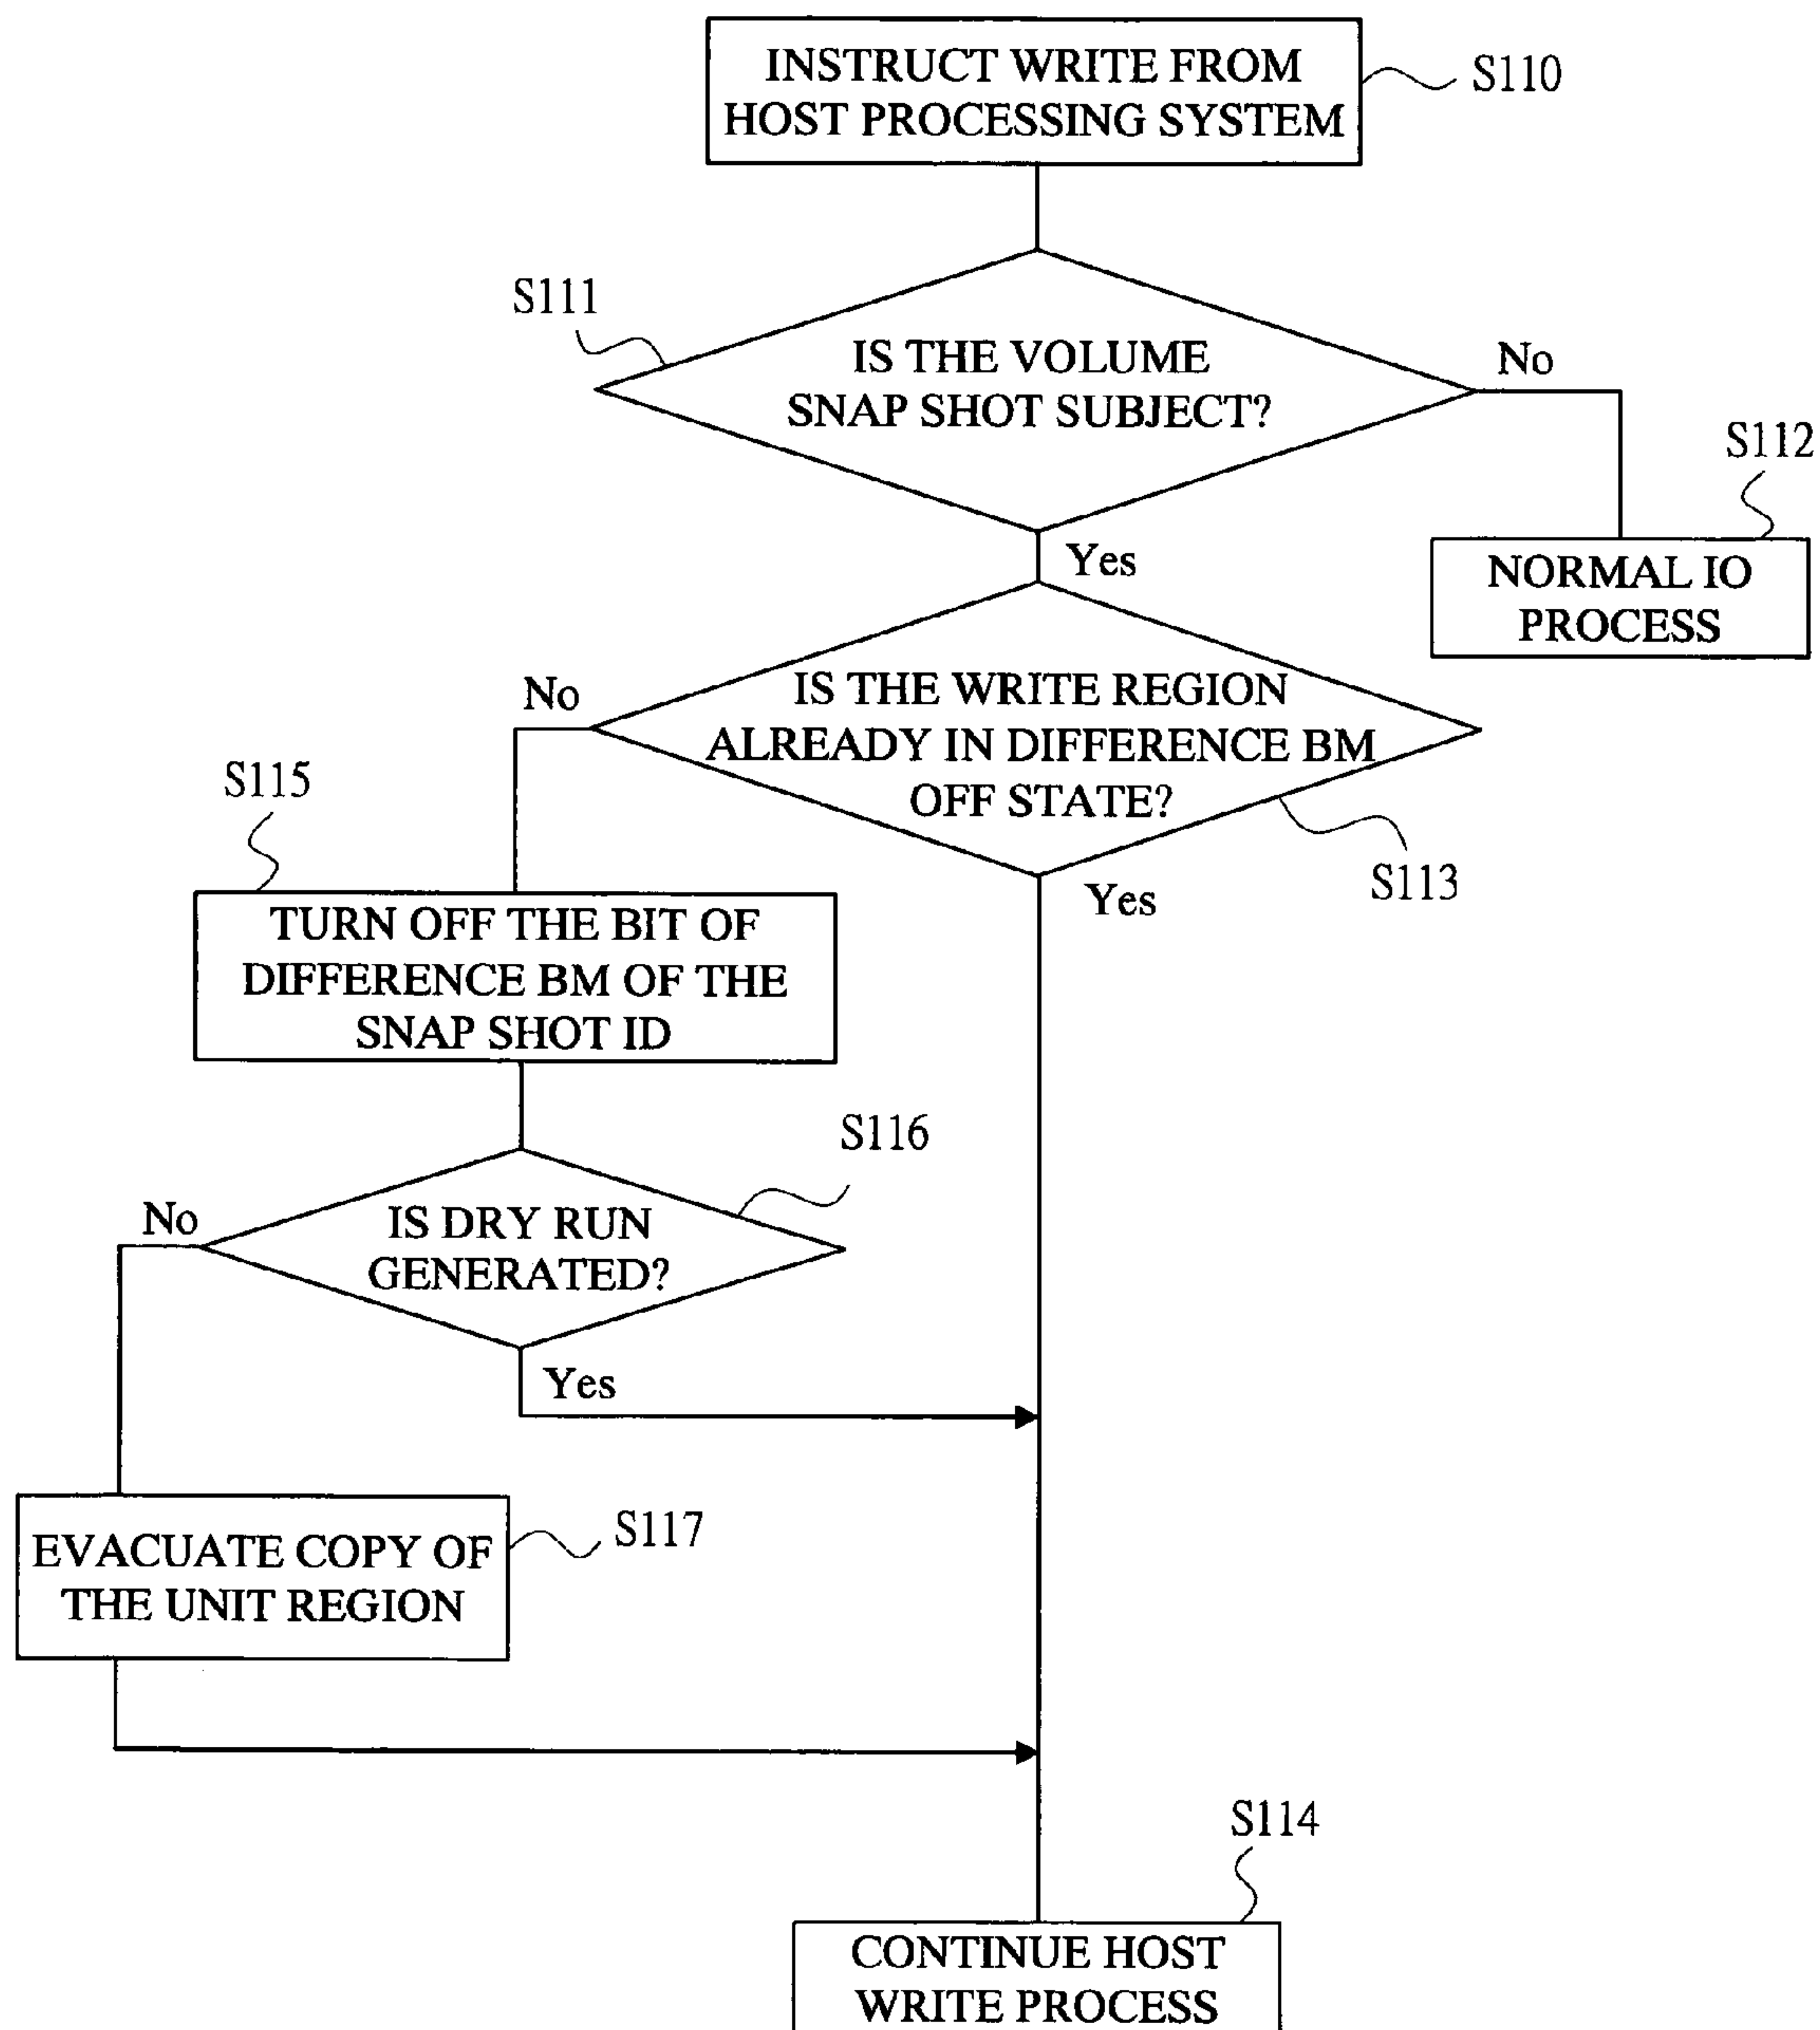 INSTRUCT WRITE FROM
HOST PROCESSING SYSTEM
S110
S111
IS THE VOLUME
SNAP SHOT SUBJECT?
No
S112
Yes
NORMAL IO
PROCESS
No
IS THE WRITE REGION
ALREADY IN DIFFERENCE BM
OFF STATE?
S113
Yes
S115
TURN OFF THE BIT OF
DIFFERENCE BM OF THE
SNAP SHOT ID
S116
No
IS DRY RUN
GENERATED?
Yes
EVACUATE COPY OF
THE UNIT REGION
S117
S114
CONTINUE HOST
WRITE PROCESS